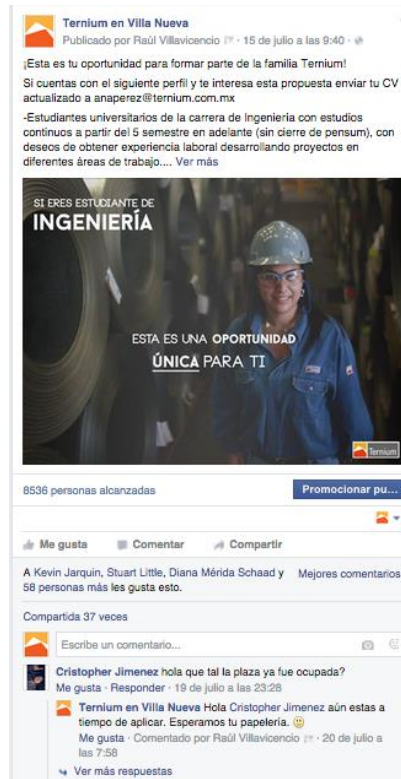 Ternium en Villa Nueva
Publicado por Raúl Villavicencio · 15 de julio a las 9:40 ·
¡Esta es tu oportunidad para formar parte de la familia Ternium!
Si cuentas con el siguiente perfil y te interesa esta propuesta enviar tu CV
actualizado a anaperez@ternium.com.mx
-Estudiantes universitarios de la carrera de Ingeniería con estudios
continuos a partir del 5 semestre en adelante (sin cierre de pensum), con
deseos de obtener experiencia laboral desarrollando proyectos en
diferentes áreas de trabajo.... Ver más
SI ERES ESTUDIANTE DE
INGENIERÍA
ESTA ES UNA OPORTUNIDAD
ÚNICA PARA TI
Ternium
8536 personas alcanzadas
Promocionar pu...
Me gusta Comentar Compartir
A Kevin Jarquin, Stuart Little, Diana Mérida Schaad y
58 personas más les gusta esto.
Mejores comentarios
Compartida 37 veces
Escribe un comentario...
Cristopher Jimenez hola que tal la plaza ya fue ocupada?
Me gusta · Responder · 19 de julio a las 23:28
Ternium en Villa Nueva Hola Cristopher Jimenez aún estas a
tiempo de aplicar. Esperamos tu papelería. 🙂
Me gusta · Comentado por Raúl Villavicencio · 20 de julio a
las 7:58
Ver más respuestas